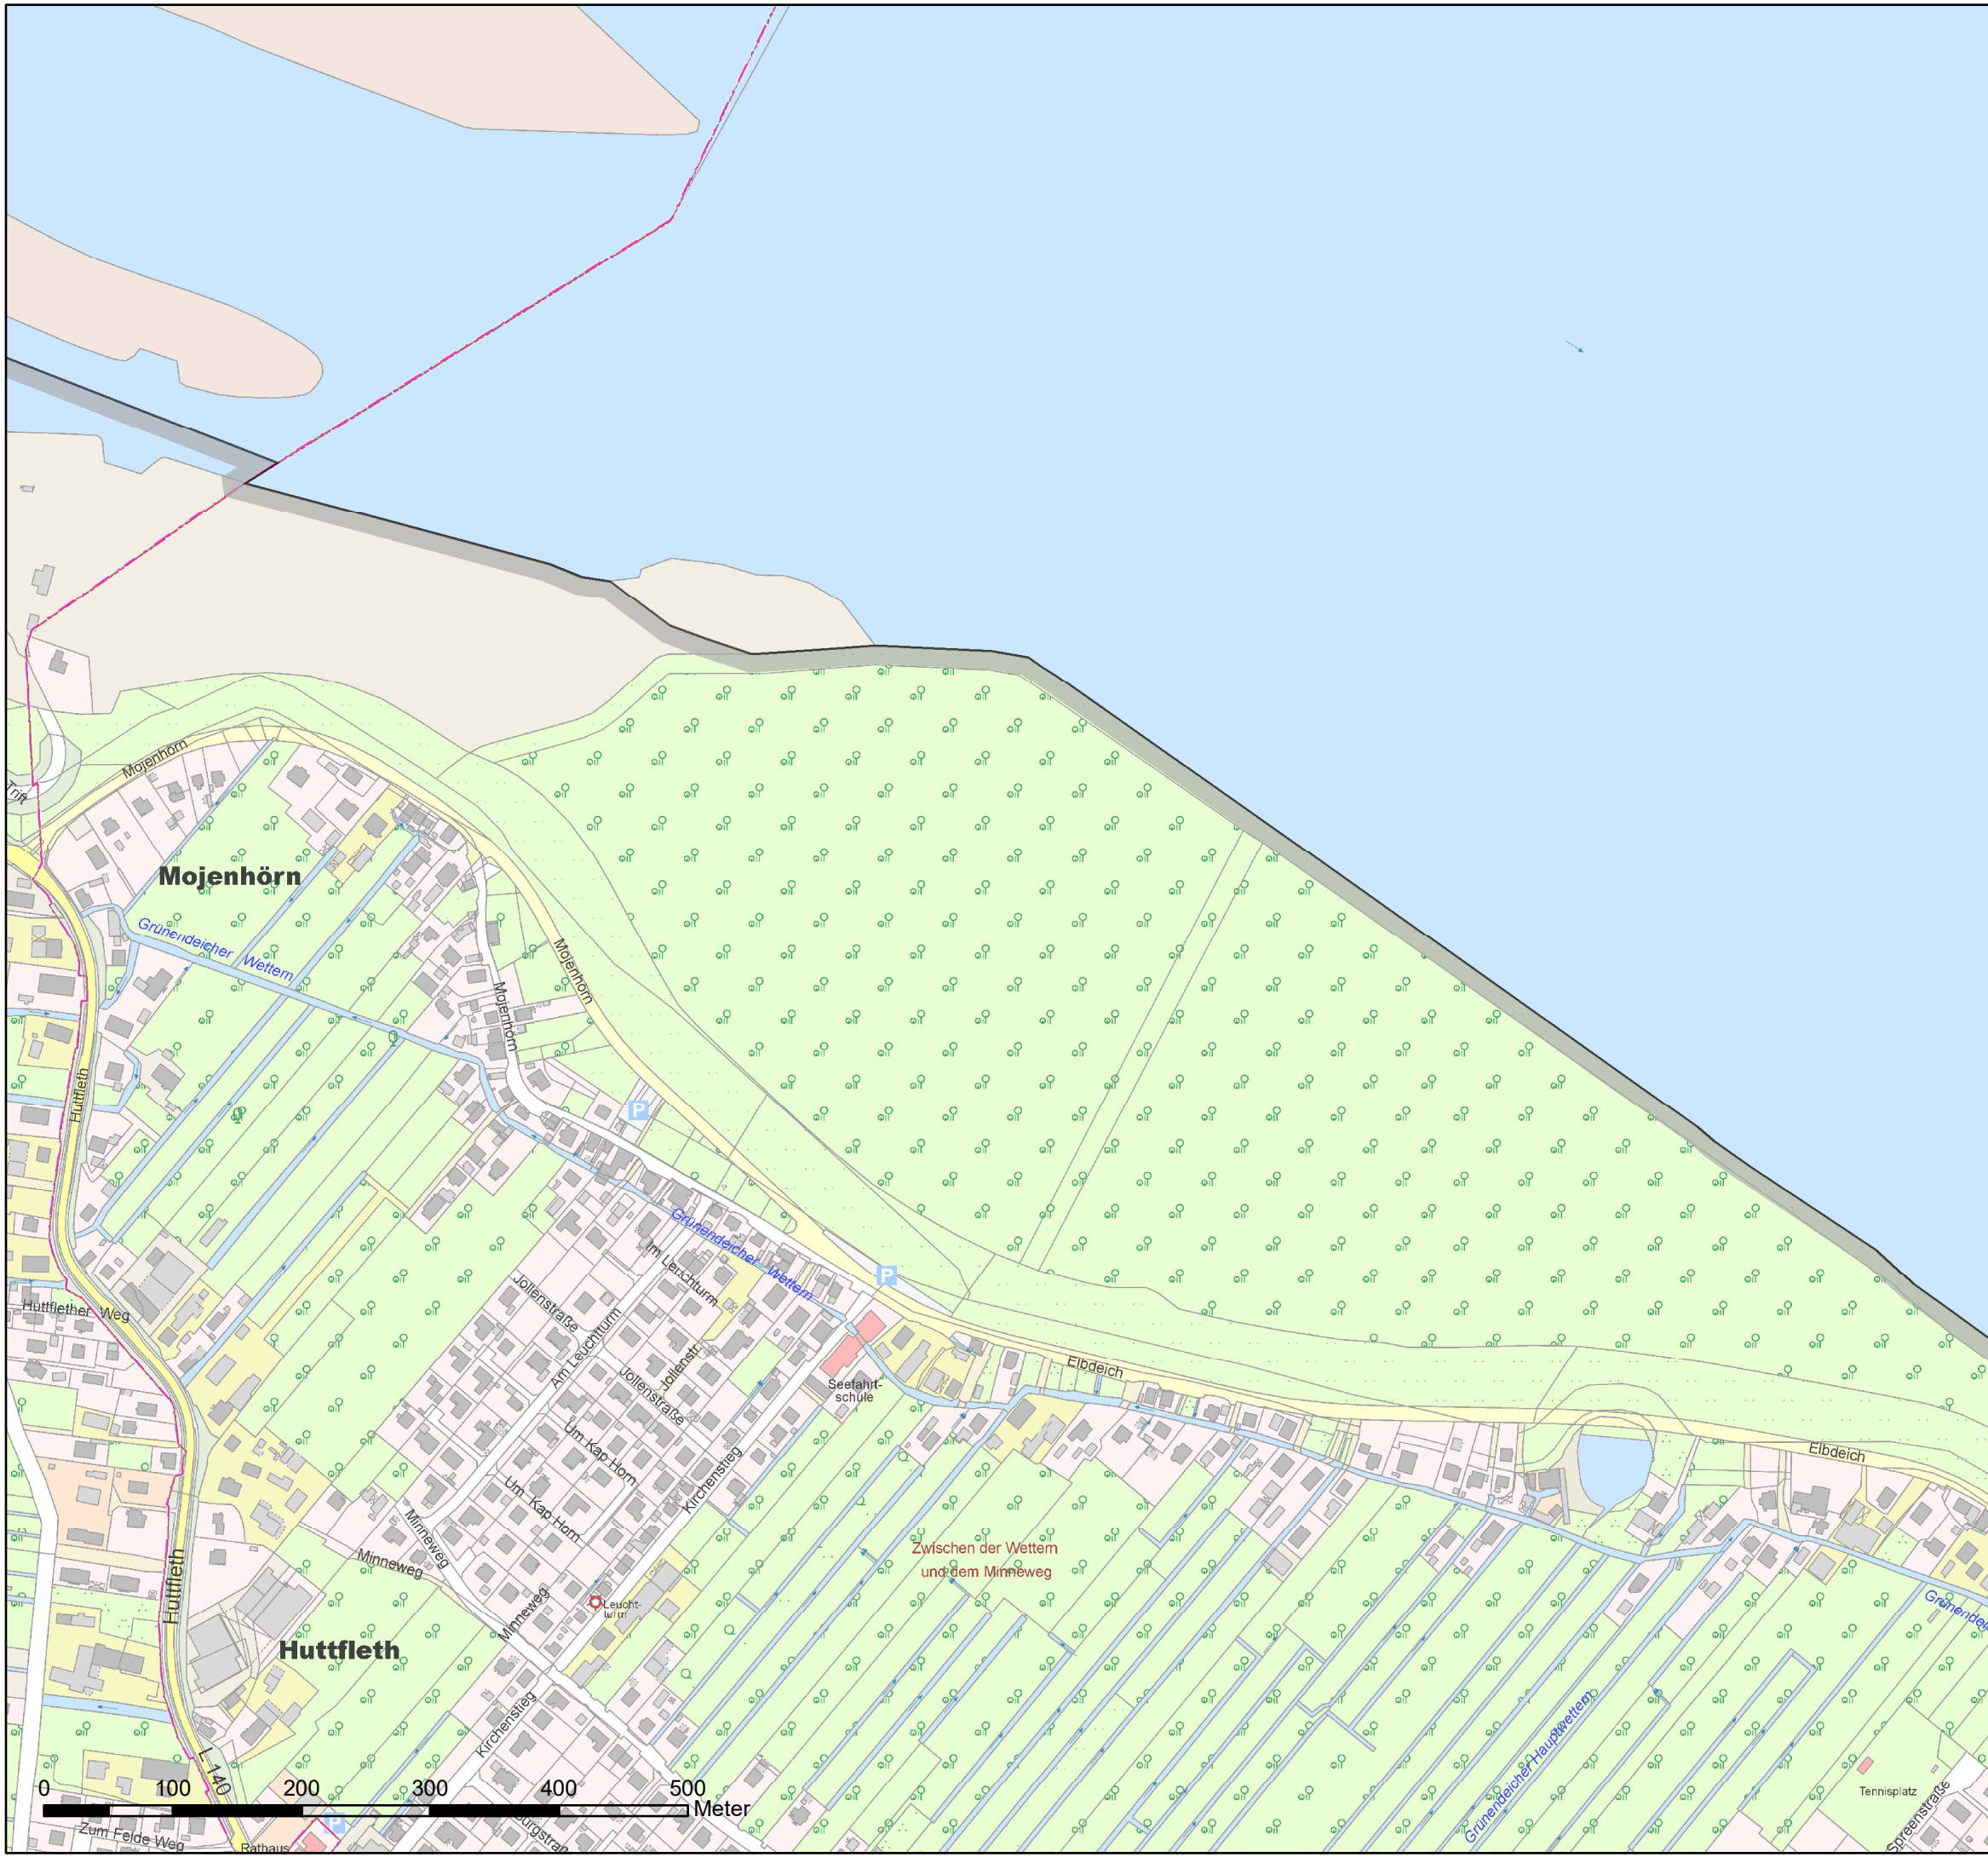 Mojenhörn
Trift
Mojenhörn
Grünendeicher Wettern
Mojenhörn
Mojenhörn
Huttfleth
P
Grünendeicher Wettern
Im Leuchturm
P
Jollenstraße
Huttflether Weg
Am Leuchtturm
Jollenstr.
Jollenstraße
Elbdeich
Seefahrt-
schule
Um Kap Horn
Elbdeich
Kirchenstieg
Um Kap Horn
Minneweg
Minneweg
Zwischen der Wettern
und dem Minneweg
Huttfleth
Leucht-
turm
Minneweg
Huttfleth
Kirchenstieg
Grünendeicher Hauptwettern
L 140
Tennisplatz
Spreenstraße
0 100 200 300 400 500
Meter
P
Zum Felde Weg
Rathaus